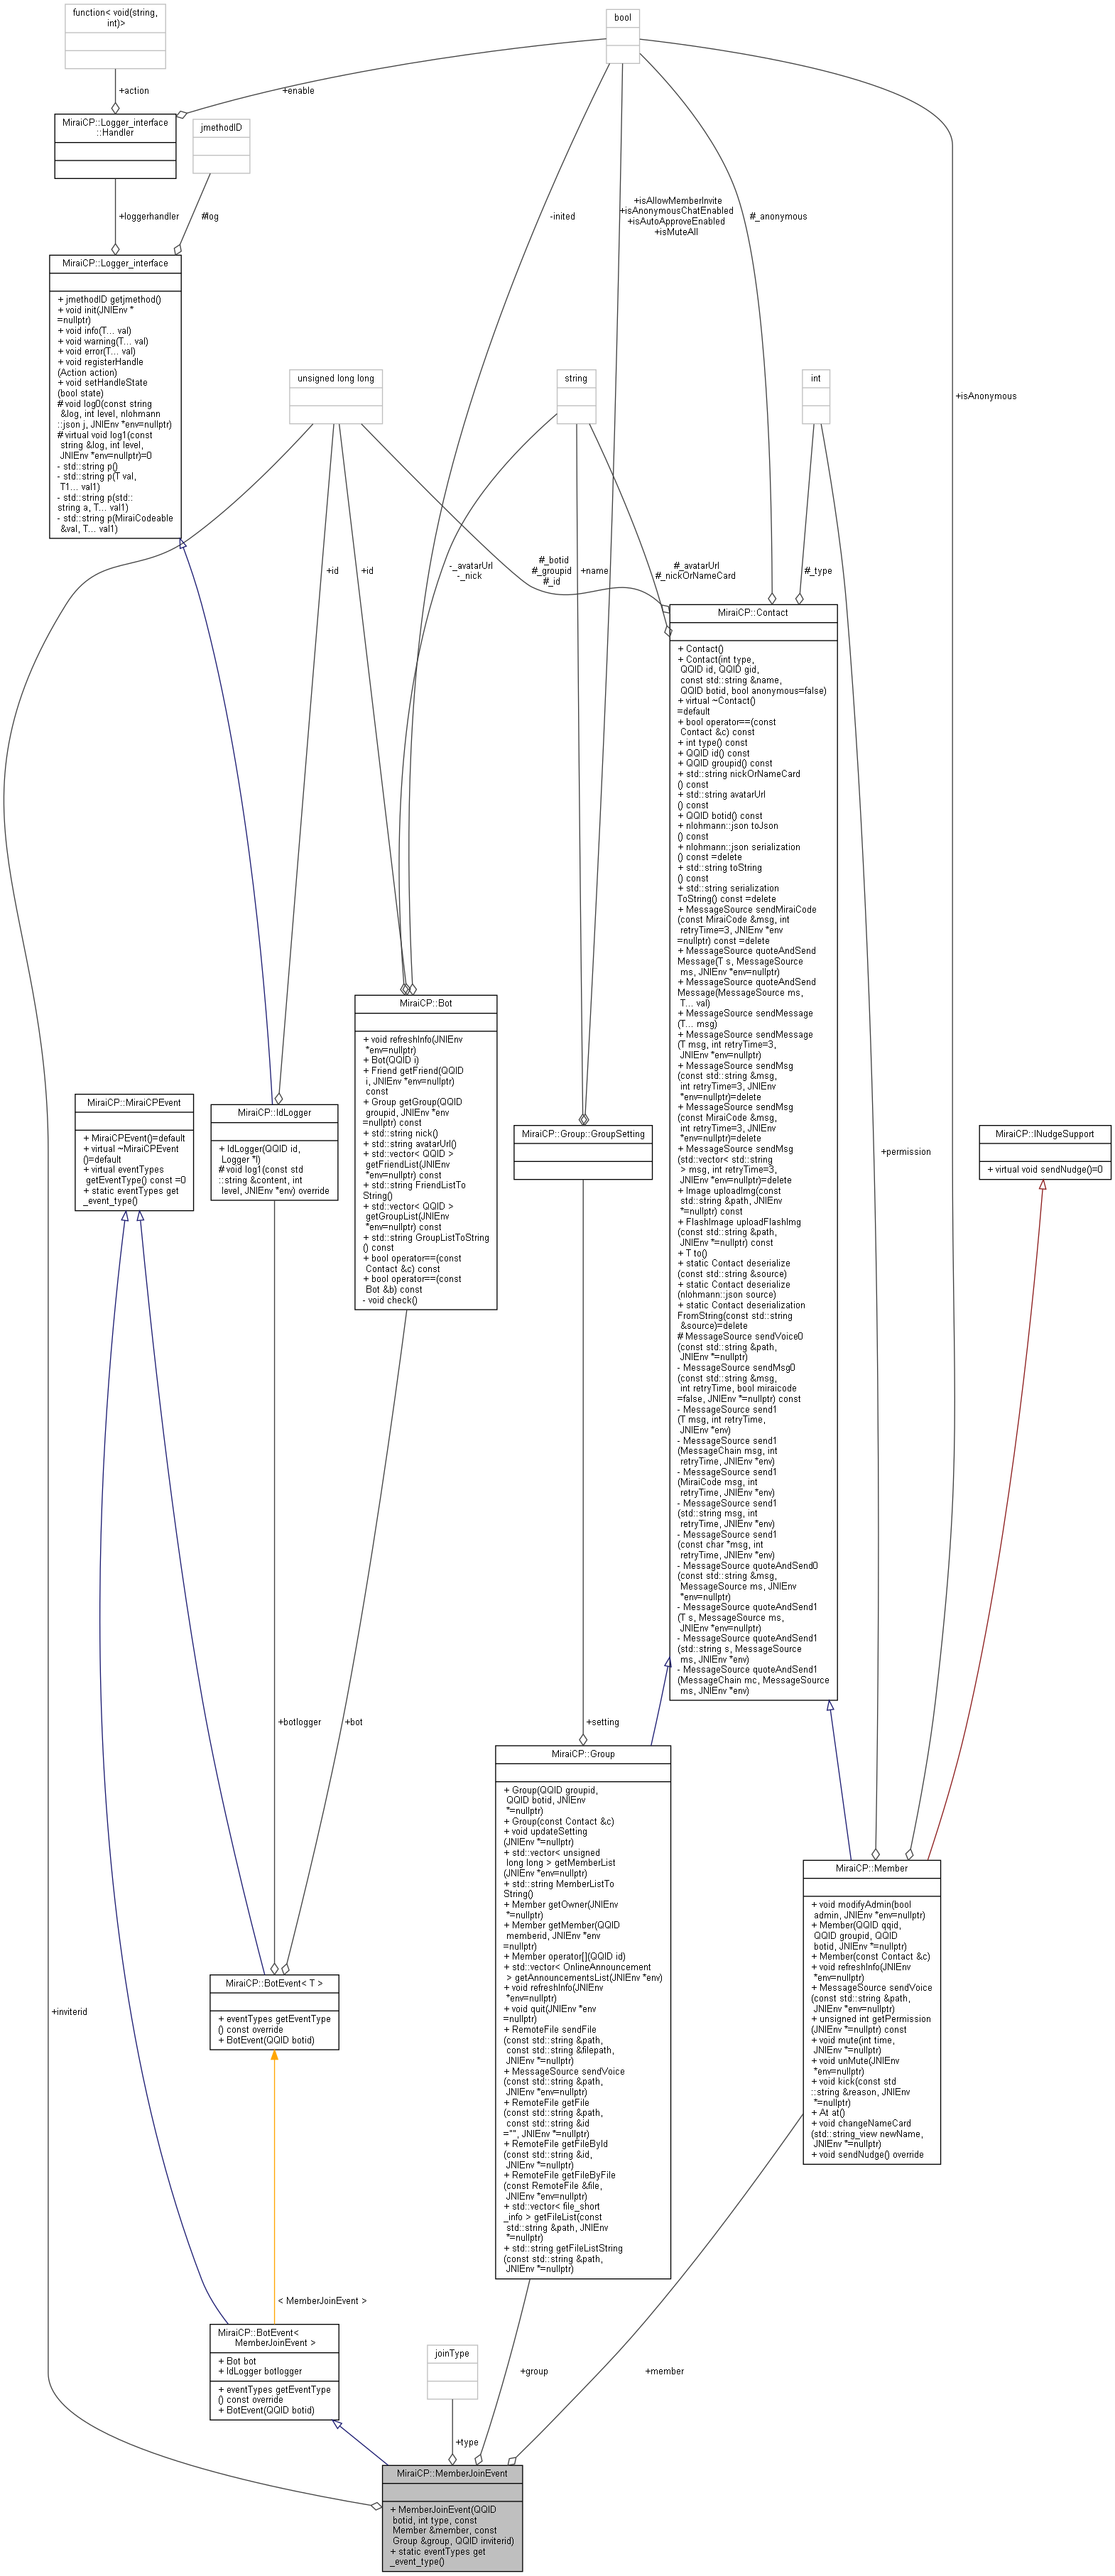 function< void(string,
int)>
bool
+action
+enable
MiraiCP::Logger_interface
::Handler
jmethodID
+loggerhandler
#log
-inited
+isAllowMemberInvite
+isAnonymousChatEnabled
+isAutoApproveEnabled
+isMuteAll
#_anonymous
MiraiCP::Logger_interface
+ jmethodID getjmethod()
+ void init(JNIEnv *
=nullptr)
+ void info(T... val)
+ void warning(T... val)
+ void error(T... val)
+ void registerHandle
(Action action)
+ void setHandleState
(bool state)
# void log0(const string
&log, int level, nlohmann
::json j, JNIEnv *env=nullptr)
# virtual void log1(const
string &log, int level,
JNIEnv *env=nullptr)=0
- std::string p()
- std::string p(T val,
T1... val1)
- std::string p(std::
string a, T... val1)
- std::string p(MiraiCodeable
&val, T... val1)
unsigned long long
string
int
+isAnonymous
+id
+id
-_avatarUrl
-_nick
#_botid
#_groupid
#_id
+name
#_avatarUrl
#_nickOrNameCard
#_type
MiraiCP::Contact
+ Contact()
+ Contact(int type,
QQID id, QQID gid,
const std::string &name,
QQID botid, bool anonymous=false)
+ virtual ~Contact()
=default
+ bool operator==(const
Contact &c) const
+ int type() const
+ QQID id() const
+ QQID groupid() const
+ std::string nickOrNameCard
() const
+ std::string avatarUrl
() const
+ QQID botid() const
+ nlohmann::json toJson
() const
+ nlohmann::json serialization
() const =delete
+ std::string toString
() const
+ std::string serialization
ToString() const =delete
+ MessageSource sendMiraiCode
(const MiraiCode &msg, int
retryTime=3, JNIEnv *env
=nullptr) const =delete
+ MessageSource quoteAndSend
Message(T s, MessageSource
ms, JNIEnv *env=nullptr)
+ MessageSource quoteAndSend
Message(MessageSource ms,
T... val)
+ MessageSource sendMessage
(T... msg)
+ MessageSource sendMessage
(T msg, int retryTime=3,
JNIEnv *env=nullptr)
+ MessageSource sendMsg
(const std::string &msg,
int retryTime=3, JNIEnv
*env=nullptr)=delete
+ MessageSource sendMsg
(const MiraiCode &msg,
int retryTime=3, JNIEnv
*env=nullptr)=delete
+ MessageSource sendMsg
(std::vector< std::string
> msg, int retryTime=3,
JNIEnv *env=nullptr)=delete
+ Image uploadImg(const
std::string &path, JNIEnv
*=nullptr) const
+ FlashImage uploadFlashImg
(const std::string &path,
JNIEnv *=nullptr) const
+ T to()
+ static Contact deserialize
(const std::string &source)
+ static Contact deserialize
(nlohmann::json source)
+ static Contact deserialization
FromString(const std::string
&source)=delete
# MessageSource sendVoice0
(const std::string &path,
JNIEnv *=nullptr)
- MessageSource sendMsg0
(const std::string &msg,
int retryTime, bool miraicode
=false, JNIEnv *=nullptr) const
- MessageSource send1
(T msg, int retryTime,
JNIEnv *env)
- MessageSource send1
(MessageChain msg, int
retryTime, JNIEnv *env)
- MessageSource send1
(MiraiCode msg, int
retryTime, JNIEnv *env)
- MessageSource send1
(std::string msg, int
retryTime, JNIEnv *env)
- MessageSource send1
(const char *msg, int
retryTime, JNIEnv *env)
- MessageSource quoteAndSend0
(const std::string &msg,
MessageSource ms, JNIEnv
*env=nullptr)
- MessageSource quoteAndSend1
(T s, MessageSource ms,
JNIEnv *env=nullptr)
- MessageSource quoteAndSend1
(std::string s, MessageSource
ms, JNIEnv *env)
- MessageSource quoteAndSend1
(MessageChain mc, MessageSource
ms, JNIEnv *env)
MiraiCP::Bot
+ void refreshInfo(JNIEnv
*env=nullptr)
+ Bot(QQID i)
+ Friend getFriend(QQID
i, JNIEnv *env=nullptr)
const
+ Group getGroup(QQID
groupid, JNIEnv *env
=nullptr) const
+ std::string nick()
+ std::string avatarUrl()
+ std::vector< QQID >
getFriendList(JNIEnv
*env=nullptr) const
+ std::string FriendListTo
String()
+ std::vector< QQID >
getGroupList(JNIEnv
*env=nullptr) const
+ std::string GroupListToString
() const
+ bool operator==(const
Contact &c) const
+ bool operator==(const
Bot &b) const
- void check()
MiraiCP::MiraiCPEvent
+ MiraiCPEvent()=default
+ virtual ~MiraiCPEvent
()=default
+ virtual eventTypes
getEventType() const =0
+ static eventTypes get
_event_type()
MiraiCP::IdLogger
+ IdLogger(QQID id,
Logger *l)
# void log1(const std
::string &content, int
level, JNIEnv *env) override
MiraiCP::Group::GroupSetting
+permission
MiraiCP::INudgeSupport
+ virtual void sendNudge()=0
+botlogger
+bot
+setting
MiraiCP::Group
+ Group(QQID groupid,
QQID botid, JNIEnv
*=nullptr)
+ Group(const Contact &c)
+ void updateSetting
(JNIEnv *=nullptr)
+ std::vector< unsigned
long long > getMemberList
(JNIEnv *env=nullptr)
+ std::string MemberListTo
String()
+ Member getOwner(JNIEnv
*=nullptr)
+ Member getMember(QQID
memberid, JNIEnv *env
=nullptr)
+ Member operator[](QQID id)
+ std::vector< OnlineAnnouncement
> getAnnouncementsList(JNIEnv *env)
+ void refreshInfo(JNIEnv
*env=nullptr)
+ void quit(JNIEnv *env
=nullptr)
+ RemoteFile sendFile
(const std::string &path,
const std::string &filepath,
JNIEnv *=nullptr)
+ MessageSource sendVoice
(const std::string &path,
JNIEnv *env=nullptr)
+ RemoteFile getFile
(const std::string &path,
const std::string &id
="", JNIEnv *=nullptr)
+ RemoteFile getFileById
(const std::string &id,
JNIEnv *=nullptr)
+ RemoteFile getFileByFile
(const RemoteFile &file,
JNIEnv *env=nullptr)
+ std::vector< file_short
_info > getFileList(const
std::string &path, JNIEnv
*=nullptr)
+ std::string getFileListString
(const std::string &path,
JNIEnv *=nullptr)
MiraiCP::Member
+ void modifyAdmin(bool
admin, JNIEnv *env=nullptr)
+ Member(QQID qqid,
QQID groupid, QQID
botid, JNIEnv *=nullptr)
+ Member(const Contact &c)
+ void refreshInfo(JNIEnv
*env=nullptr)
+ MessageSource sendVoice
(const std::string &path,
JNIEnv *env=nullptr)
+ unsigned int getPermission
(JNIEnv *=nullptr) const
+ void mute(int time,
JNIEnv *=nullptr)
+ void unMute(JNIEnv
*env=nullptr)
+ void kick(const std
::string &reason, JNIEnv
*=nullptr)
+ At at()
+ void changeNameCard
(std::string_view newName,
JNIEnv *=nullptr)
+ void sendNudge() override
+inviterid
MiraiCP::BotEvent< T >
+ eventTypes getEventType
() const override
+ BotEvent(QQID botid)
< MemberJoinEvent >
MiraiCP::BotEvent<
MemberJoinEvent >
+ Bot bot
+ IdLogger botlogger
+ eventTypes getEventType
() const override
+ BotEvent(QQID botid)
joinType
+group
+member
+type
MiraiCP::MemberJoinEvent
+ MemberJoinEvent(QQID
botid, int type, const
Member &member, const
Group &group, QQID inviterid)
+ static eventTypes get
_event_type()